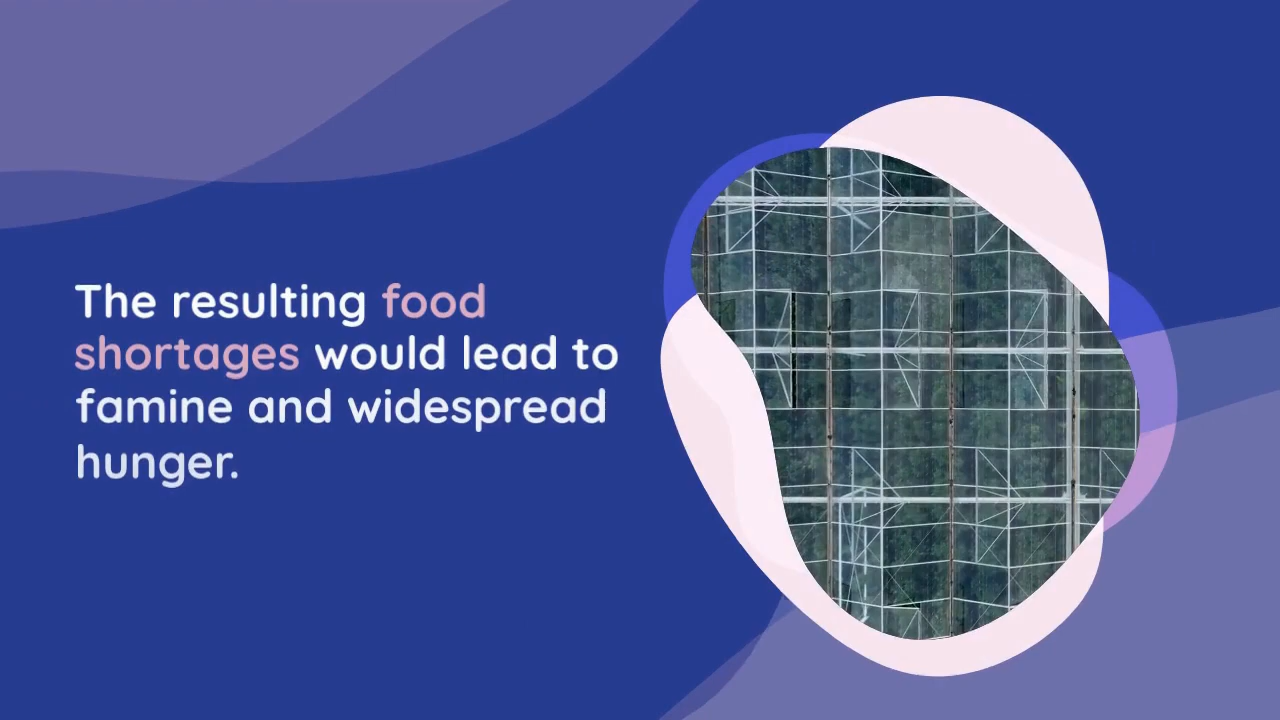 The resulting food
shortages would lead to
famine and widespread
hunger.